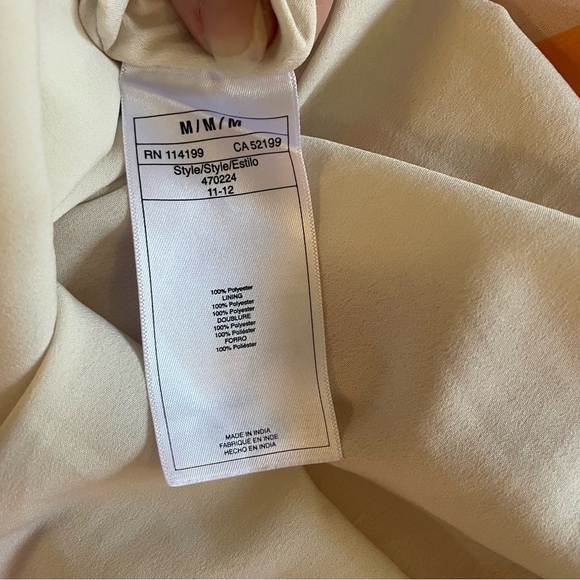 M/M/M
RN 114199 CA 52199
Style/Style/Estilo
470224
11-12
100% Polyester
LINING
100% Polyester
100% Polyester
DOUBLURE
100% Polyester
100% Poliéster
FORRO
100% Poliéster
MADE IN INDIA
FABRIQUE EN INDE
HECHO EN INDIA